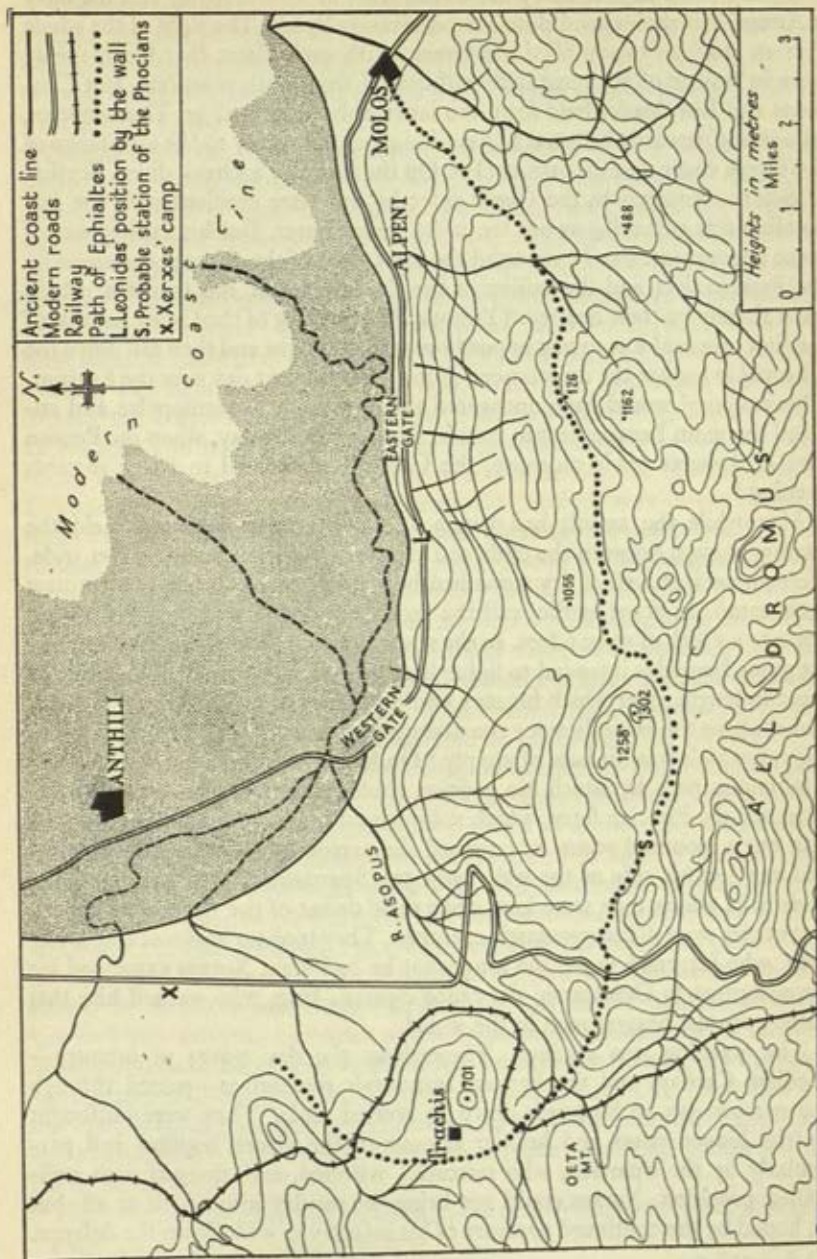 N.
Ancient coast line
Modern roads
Railway
Path of Ephialtes
L. Leonidas position by the wall
S. Probable station of the Phocians
X. Xerxes' camp
Modern coast line
ANTHILI
WESTERN
GATE
EASTERN
GATE
L
ALPENI
MOLOS
X
R. ASOPUS
Trachis
701
OETA
MT.
S
1258
1302
1055
1162
126
488
CALLIDROMUS
Heights in metres
Miles
0 1 2 3